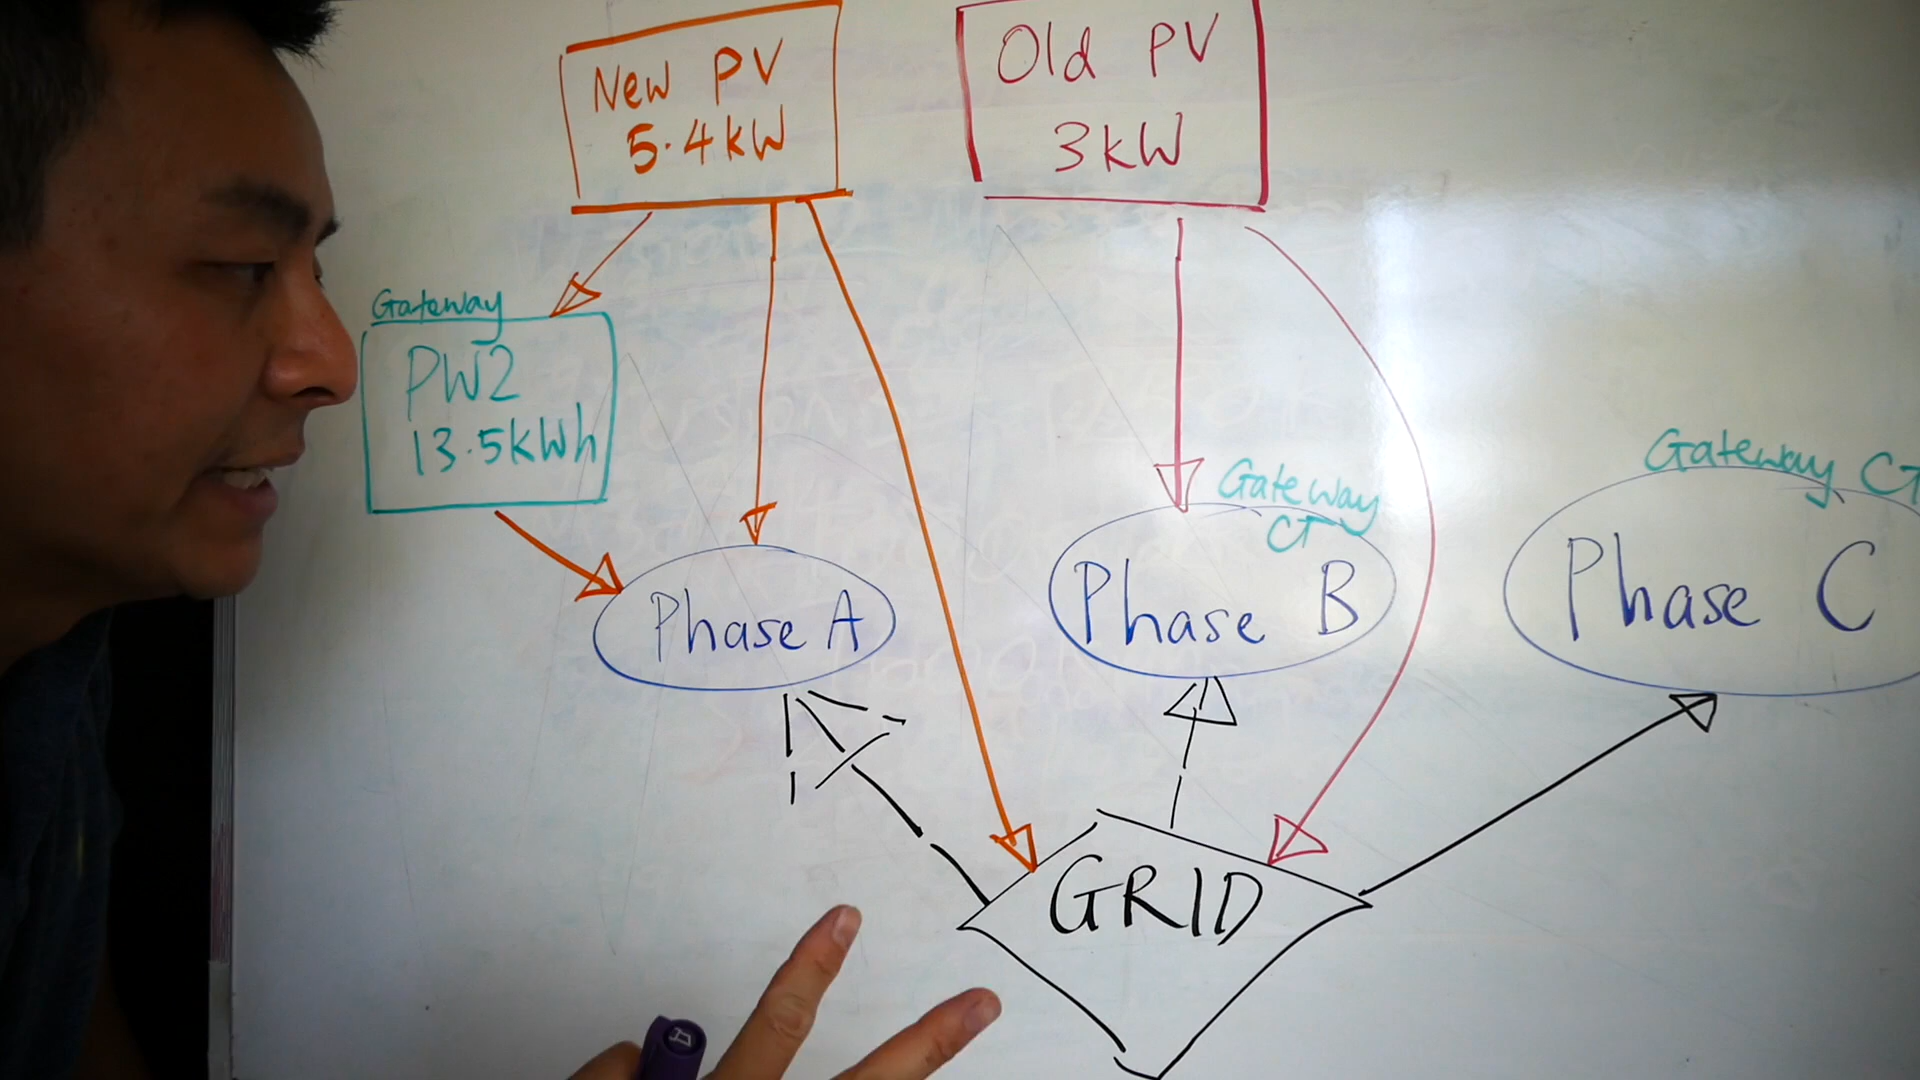 New PV
5.4kW
Old PV
3kW
Gateway
PW2
13.5kWh
Gateway
CT
Gateway CT
Phase A
Phase B
Phase C
GRID